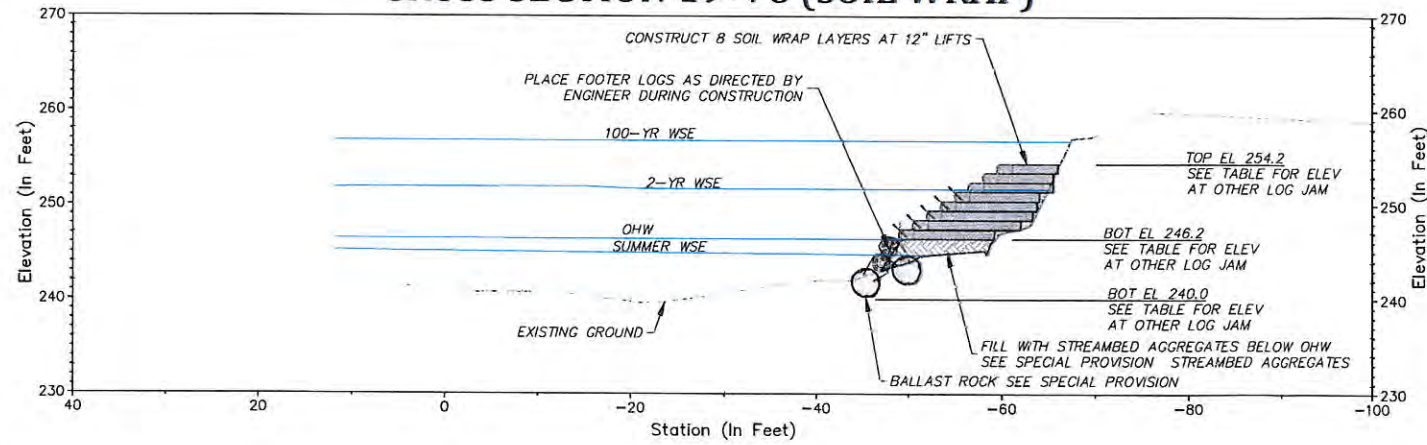 270
270
CONSTRUCT 8 SOIL WRAP LAYERS AT 12" LIFTS
PLACE FOOTER LOGS AS DIRECTED BY
ENGINEER DURING CONSTRUCTION
260
260
100-YR WSE
TOP EL 254.2
SEE TABLE FOR ELEV
AT OTHER LOG JAM
2-YR WSE
250
250
OHW
SUMMER WSE
BOT EL 246.2
SEE TABLE FOR ELEV
AT OTHER LOG JAM
240
240
BOT EL 240.0
SEE TABLE FOR ELEV
AT OTHER LOG JAM
EXISTING GROUND
FILL WITH STREAMBED AGGREGATES BELOW OHW
SEE SPECIAL PROVISION STREAMBED AGGREGATES
BALLAST ROCK SEE SPECIAL PROVISION
230
230
40 20 0 -20 -40 -60 -80 -100
Station (In Feet)
Elevation (In Feet)
Elevation (In Feet)